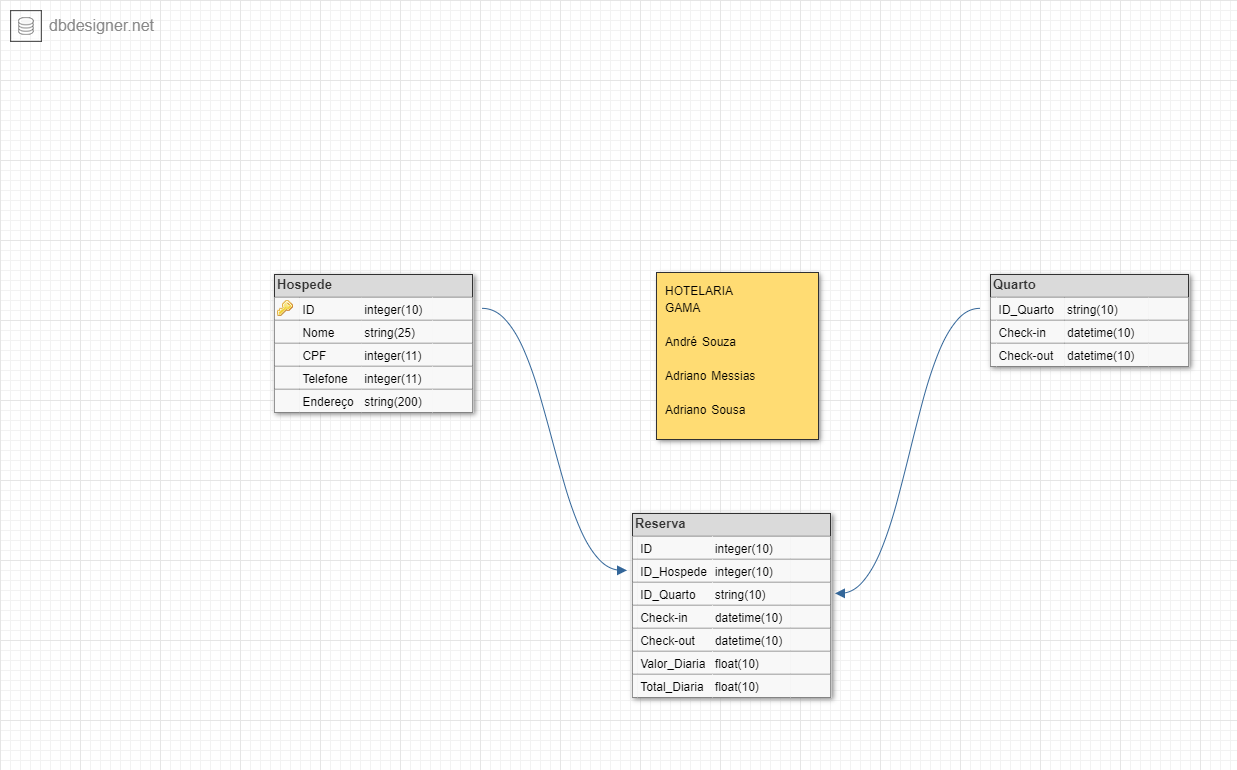 dbdesigner.net
Hospede
ID integer(10)
Nome string(25)
CPF integer(11)
Telefone integer(11)
Endereço string(200)
HOTELARIA
GAMA
André Souza
Adriano Messias
Adriano Sousa
Quarto
ID_Quarto string(10)
Check-in datetime(10)
Check-out datetime(10)
Reserva
ID integer(10)
ID_Hospede integer(10)
ID_Quarto string(10)
Check-in datetime(10)
Check-out datetime(10)
Valor_Diaria float(10)
Total_Diaria float(10)